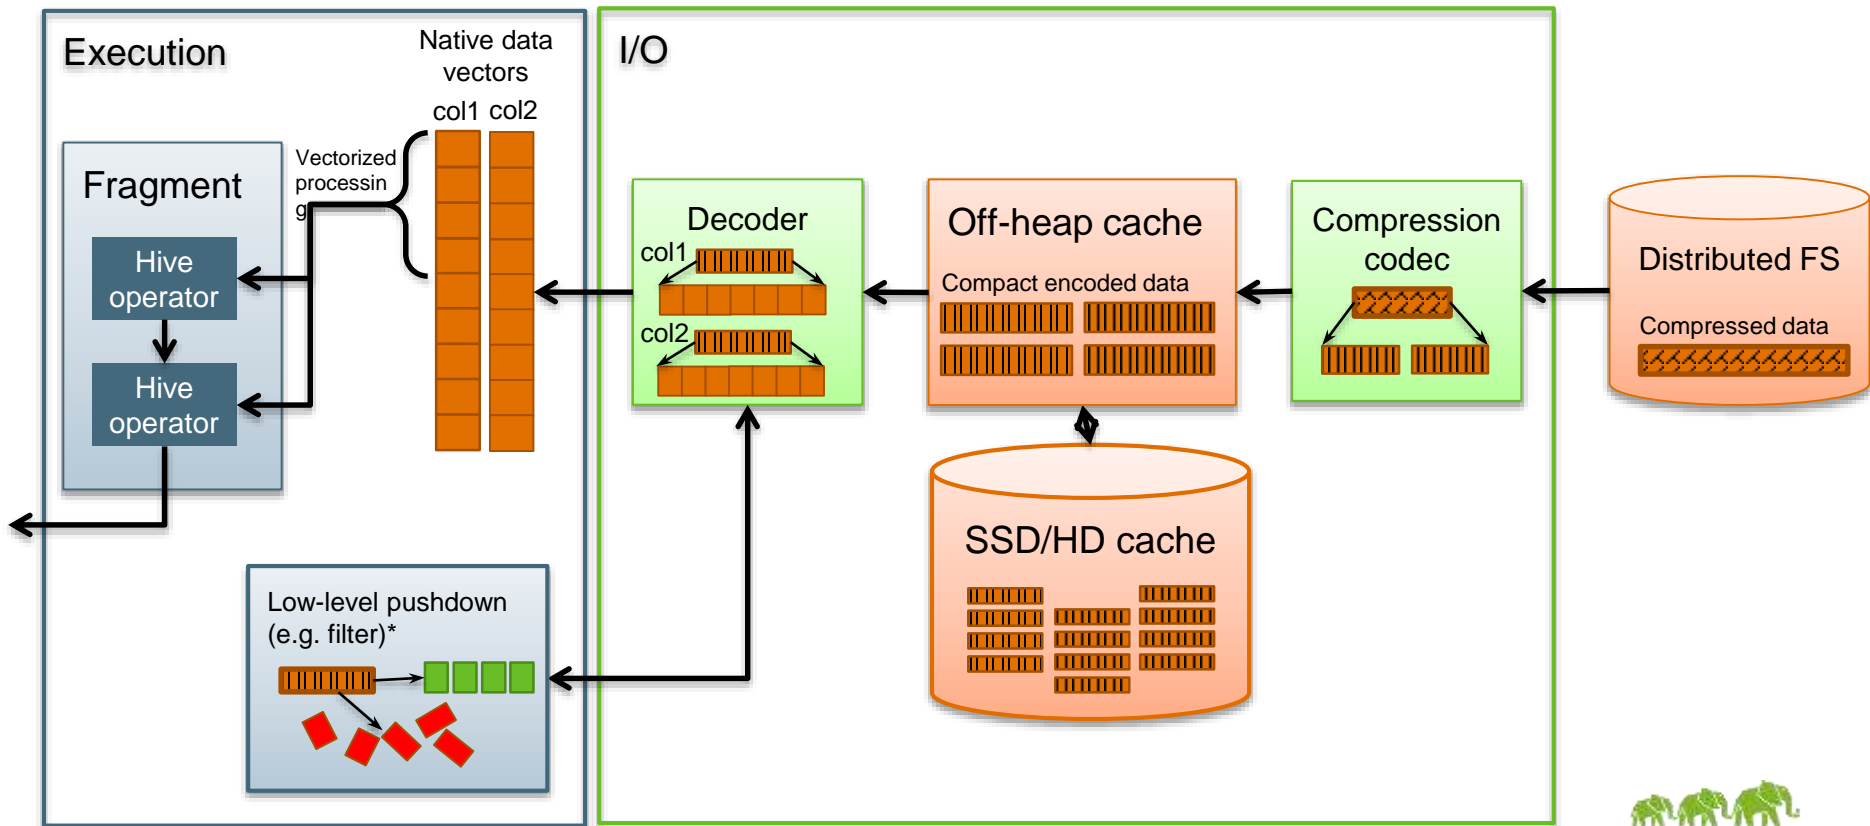 Execution
Native data
vectors
col1 col2
Vectorized
processin
g
Fragment
Hive
operator
Hive
operator
Low-level pushdown
(e.g. filter)*
I/O
Decoder
col1
col2
Off-heap cache
Compact encoded data
SSD/HD cache
Compression
codec
Distributed FS
Compressed data